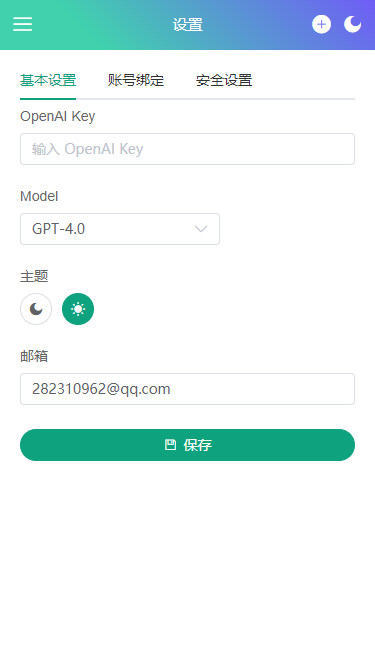 设置
基本设置 账号绑定 安全设置
OpenAI Key
输入 OpenAI Key
Model
GPT-4.0
主题
邮箱
282310962@qq.com
保存